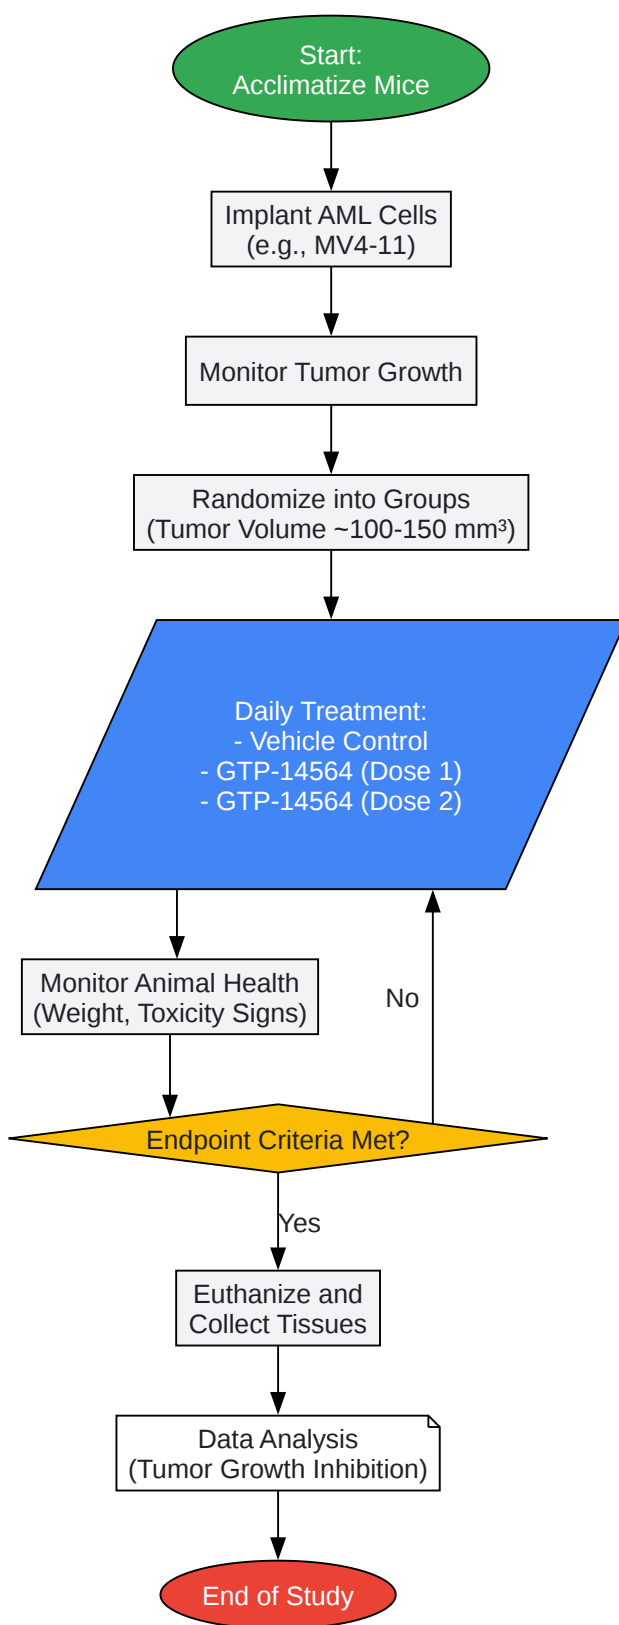 Start:
Acclimatize Mice
Implant AML Cells
(e.g., MV4-11)
Monitor Tumor Growth
Randomize into Groups
(Tumor Volume ~100-150 mm³)
Daily Treatment:
- Vehicle Control
- GTP-14564 (Dose 1)
- GTP-14564 (Dose 2)
Monitor Animal Health
(Weight, Toxicity Signs)
No
Endpoint Criteria Met?
Yes
Euthanize and
Collect Tissues
Data Analysis
(Tumor Growth Inhibition)
End of Study